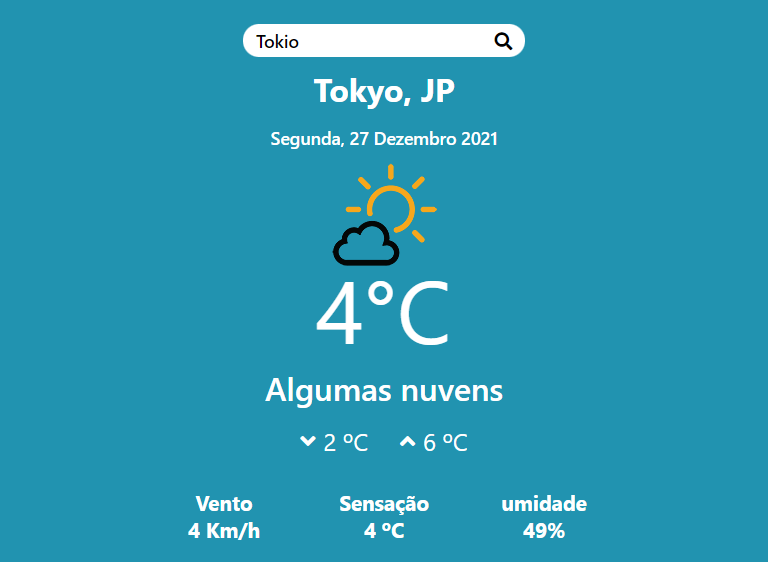 Tokio
Tokyo, JP
Segunda, 27 Dezembro 2021
4°C
Algumas nuvens
2 ºC 6 ºC
Vento Sensação umidade
4 Km/h 4 ºC 49%